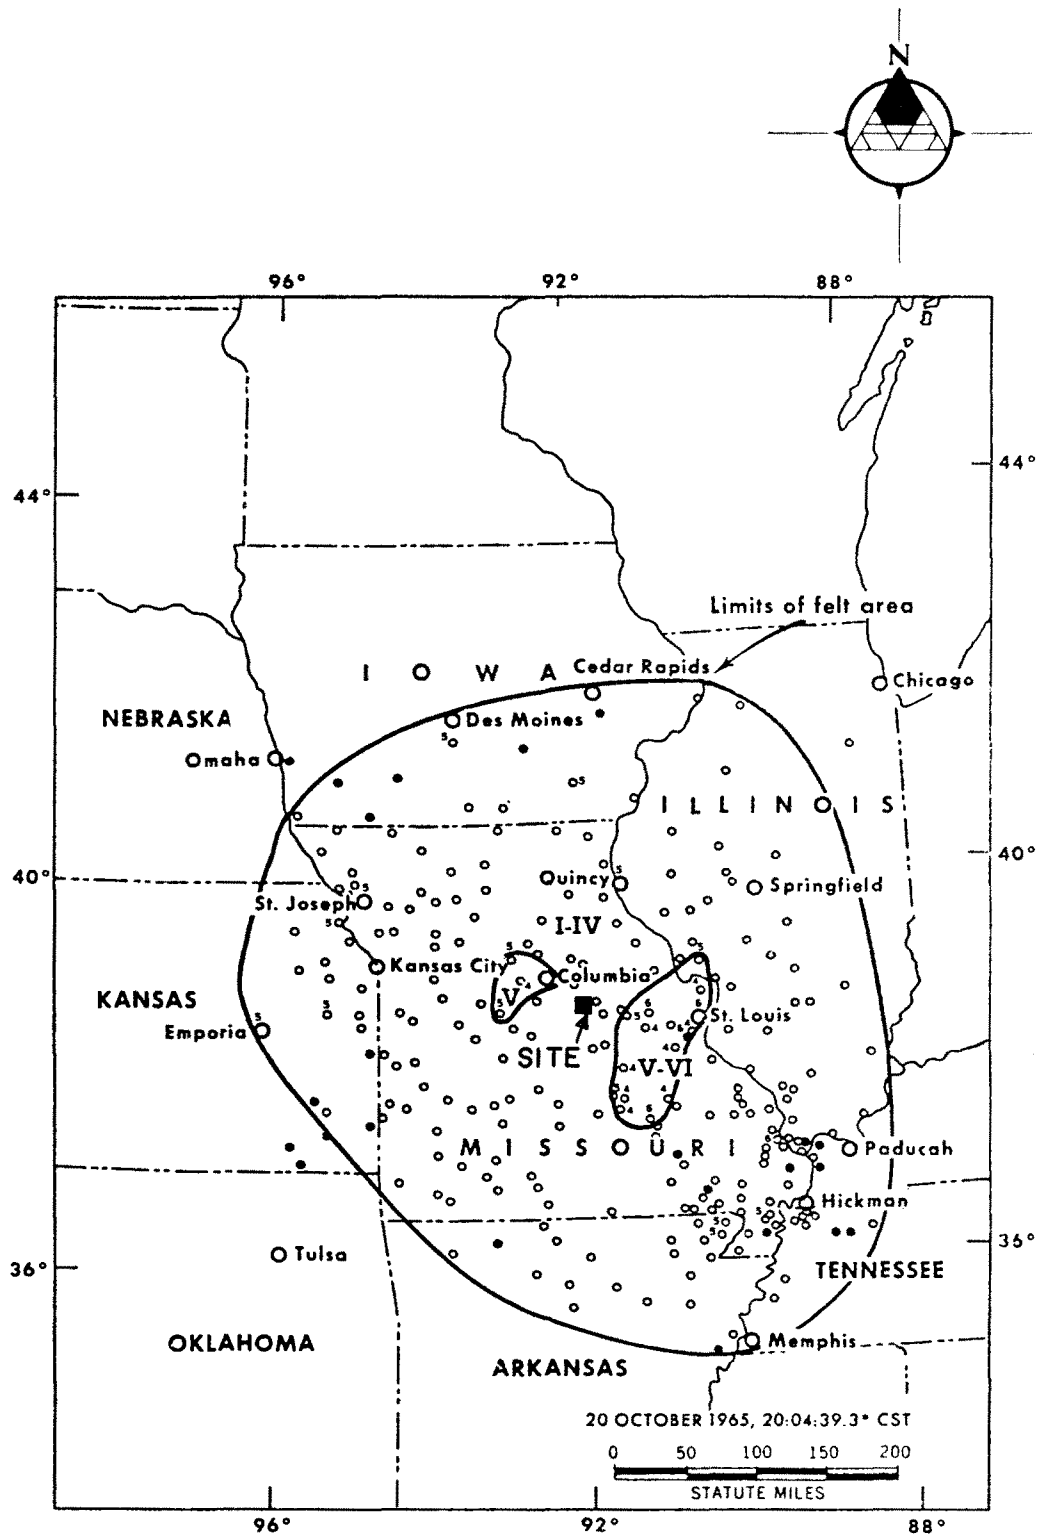 N
96°
92°
88°
44°
44°
Limits of felt area
I O W A
Cedar Rapids
Chicago
NEBRASKA
Des Moines
Omaha
I L L I N O I S
40°
40°
Quincy
Springfield
St. Joseph
I-IV
Kansas City
Columbia
V
KANSAS
St. Louis
Emporia
SITE
V-VI
M I S S O U R I
Paducah
Hickman
Tulsa
35°
36°
TENNESSEE
OKLAHOMA
Memphis
ARKANSAS
20 OCTOBER 1965, 20:04:39.3* CST
0 50 100 150 200
STATUTE MILES
96°
92°
88°